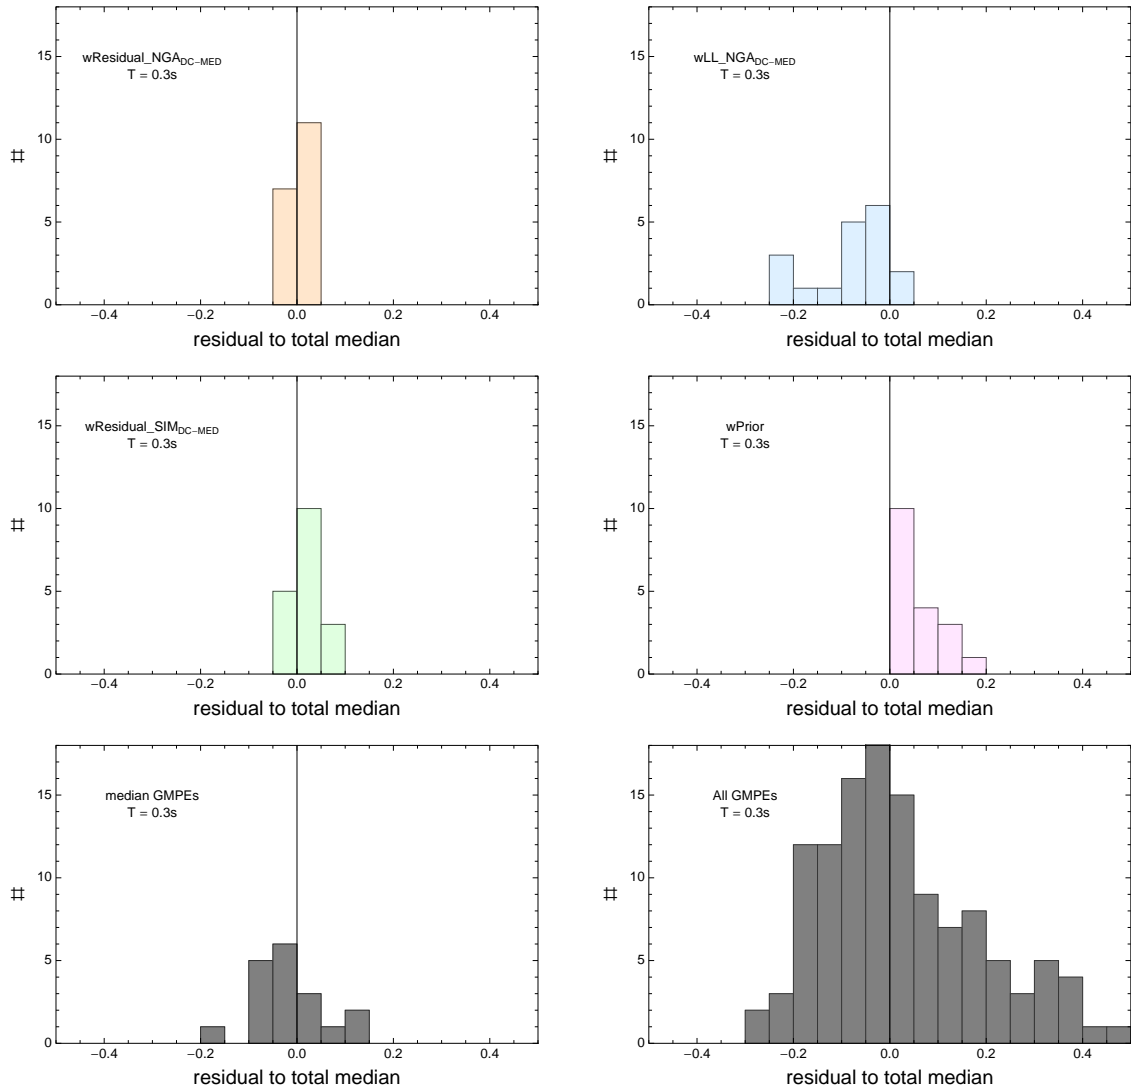 15
10
5
0
#
wResidual_NGA_DC−MED
T = 0.3s
−0.4 −0.2 0.0 0.2 0.4
residual to total median
15
10
5
0
#
wLL_NGA_DC−MED
T = 0.3s
−0.4 −0.2 0.0 0.2 0.4
residual to total median
15
10
5
0
#
wResidual_SIM_DC−MED
T = 0.3s
−0.4 −0.2 0.0 0.2 0.4
residual to total median
15
10
5
0
#
wPrior
T = 0.3s
−0.4 −0.2 0.0 0.2 0.4
residual to total median
15
10
5
0
#
median GMPEs
T = 0.3s
−0.4 −0.2 0.0 0.2 0.4
residual to total median
15
10
5
0
#
All GMPEs
T = 0.3s
−0.4 −0.2 0.0 0.2 0.4
residual to total median